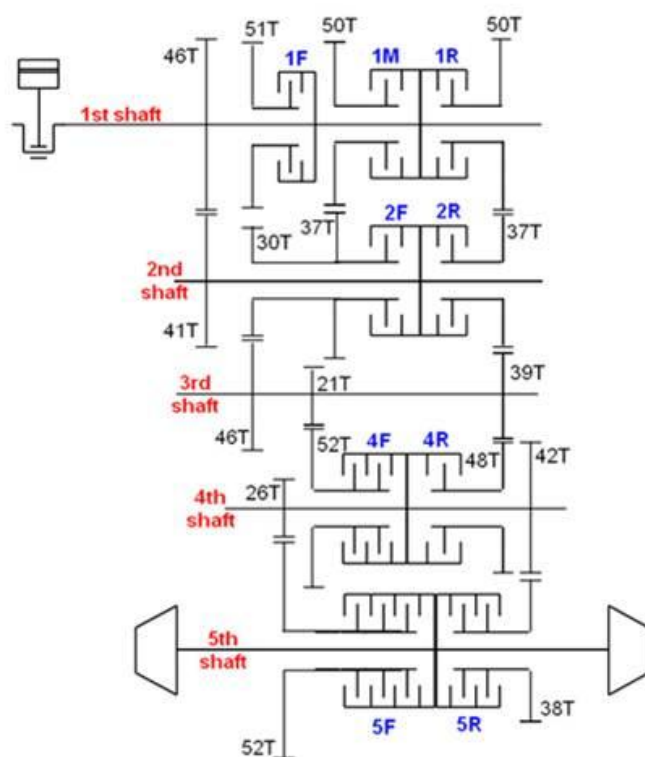 51T
50T
50T
46T
1F
1M
1R
1st shaft
2F
2R
30T
37T
37T
2nd
shaft
41T
3rd
shaft
21T
39T
46T
52T
4F
4R
48T
42T
26T
4th
shaft
5th
shaft
5F
5R
38T
52T